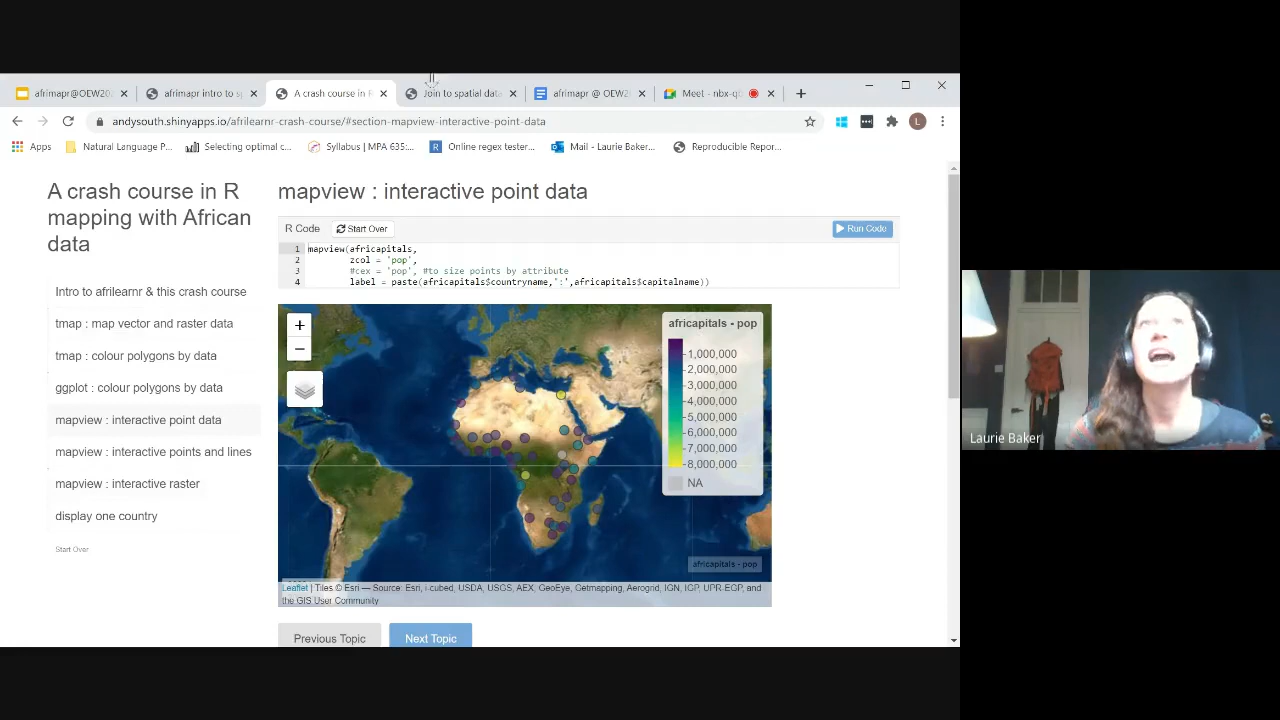 afrimapr@OEW20
afrimapr intro to sp
A crash course in R
Join to spatial data
afrimapr @ OEW2
Meet - nbx-qt
andysouth.shinyapps.io/afrilearnr-crash-course/#section-mapview-interactive-point-data
Apps
Natural Language P...
Selecting optimal c...
Syllabus | MPA 635:...
Online regex tester...
Mail - Laurie Baker...
Reproducible Repor...
A crash course in R
mapping with African
data
Intro to afrilearnr & this crash course
tmap : map vector and raster data
tmap : colour polygons by data
ggplot : colour polygons by data
mapview : interactive point data
mapview : interactive points and lines
mapview : interactive raster
display one country
Start Over
mapview : interactive point data
R Code
Start Over
Run Code
1 mapview(africapitals,
2 zcol = 'pop',
3 #cex = 'pop', #to size points by attribute
4 label = paste(africapitals$countryname,':',africapitals$capitalname))
+
−
africapitals - pop
1,000,000
2,000,000
3,000,000
4,000,000
5,000,000
6,000,000
7,000,000
8,000,000
NA
africapitals - pop
Leaflet | Tiles © Esri — Source: Esri, i-cubed, USDA, USGS, AEX, GeoEye, Getmapping, Aerogrid, IGN, IGP, UPR-EGP, and
the GIS User Community
Previous Topic
Next Topic
Laurie Baker